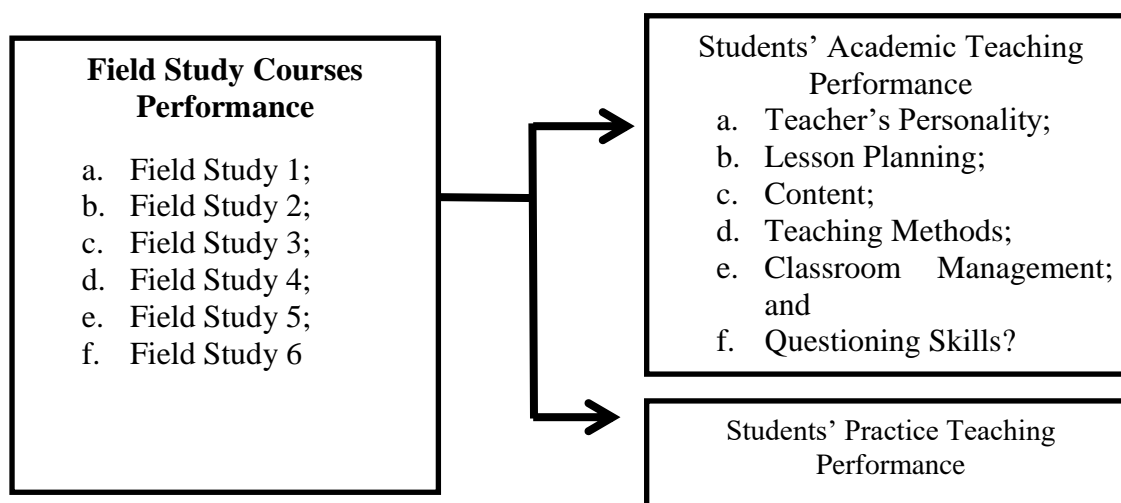 Field Study Courses
Performance
a. Field Study 1;
b. Field Study 2;
c. Field Study 3;
d. Field Study 4;
e. Field Study 5;
f. Field Study 6
Students’ Academic Teaching
Performance
a. Teacher’s Personality;
b. Lesson Planning;
c. Content;
d. Teaching Methods;
e. Classroom Management;
and
f. Questioning Skills?
Students’ Practice Teaching
Performance